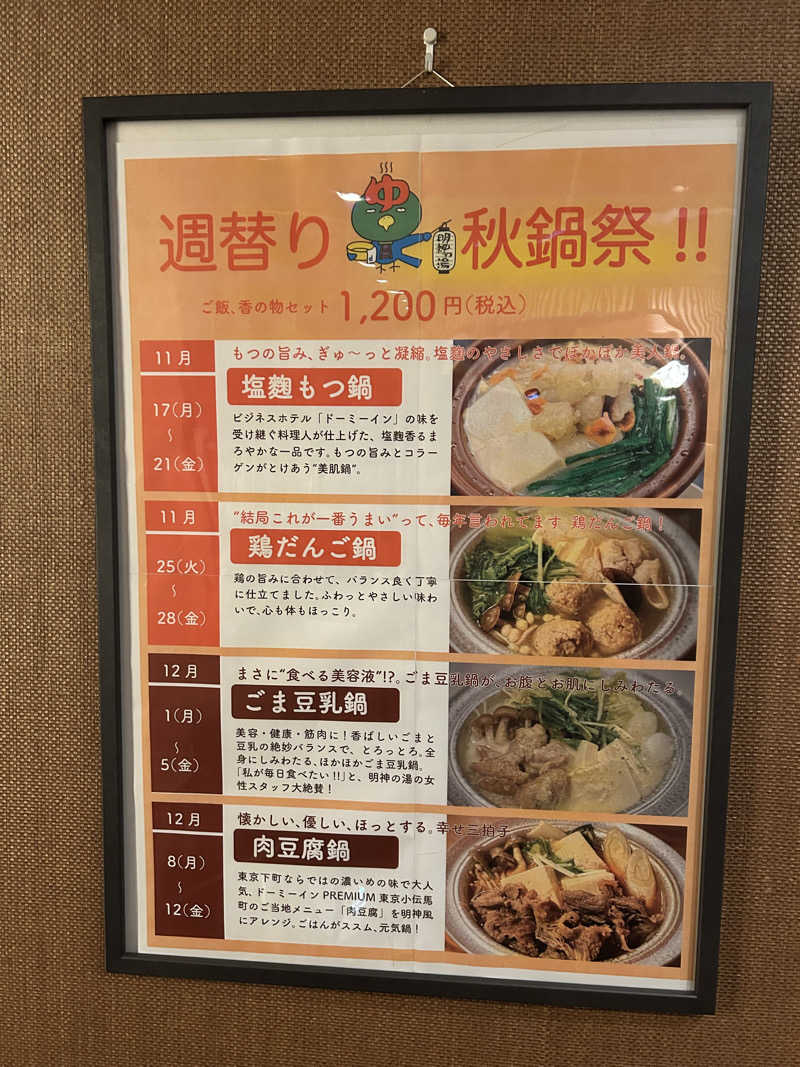 週替り
ゆ
明神の湯
秋鍋祭!!
ご飯、香の物セット 1,200円(税込)
11月
17(月)
~
21(金)
もつの旨み、ぎゅ~っと凝縮。塩麴のやさしさでぽかぽか美人鍋。
塩麴もつ鍋
ビジネスホテル「ドーミーイン」の味を
受け継ぐ料理人が仕上げた、塩麴香るま
ろやかな一品です。もつの旨みとコラー
ゲンがとけあう"美肌鍋"。
11月
25(火)
~
28(金)
"結局これが一番うまい"って、毎年言われてます 鶏だんご鍋!
鶏だんご鍋
鶏の旨みに合わせて、バランス良く丁寧
に仕立てました。ふわっとやさしい味わ
いで、心も体もほっこり。
12月
1(月)
~
5(金)
まさに"食べる美容液"!?。ごま豆乳鍋が、お腹とお肌にしみわたる。
ごま豆乳鍋
美容・健康・筋肉に!香ばしいごまと
豆乳の絶妙バランスで、とろっとろ。全
身にしみわたる、ほかほかごま豆乳鍋。
「私が毎日食べたい!!」と、明神の湯の女
性スタッフ大絶賛!
12月
8(月)
~
12(金)
懐かしい、優しい、ほっとする。幸せ三拍子
肉豆腐鍋
東京下町ならではの濃いめの味で大人
気、ドーミーインPREMIUM東京小伝馬
町のご当地メニュー「肉豆腐」を明神風
にアレンジ。ごはんがススム、元気鍋!